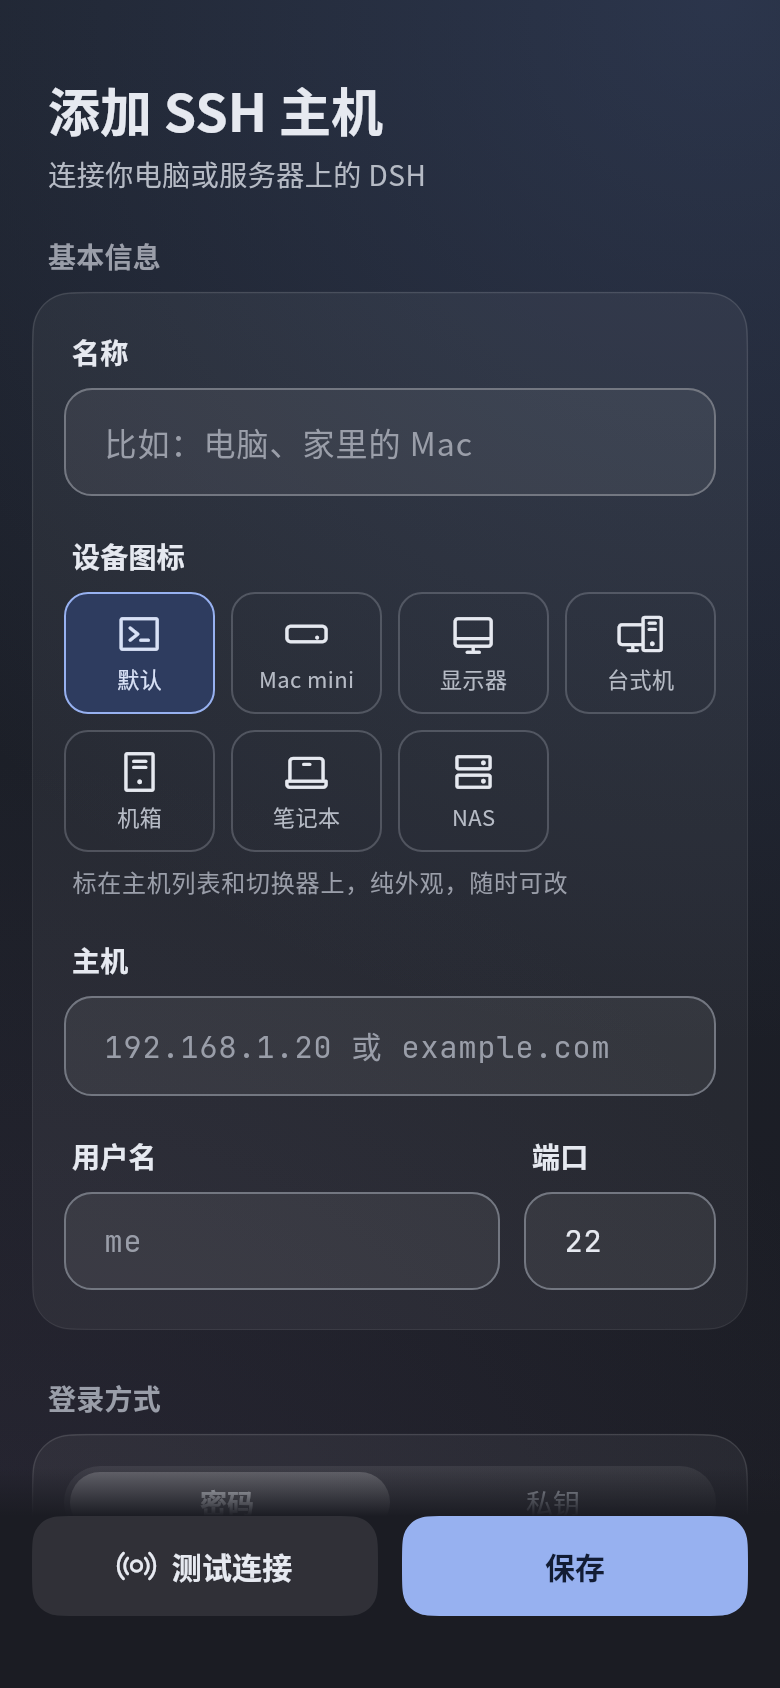 添加 SSH 主机
连接你电脑或服务器上的 DSH
基本信息
名称
比如：电脑、家里的 Mac
设备图标
默认
Mac mini
显示器
台式机
机箱
笔记本
NAS
标在主机列表和切换器上，纯外观，随时可改
主机
192.168.1.20 或 example.com
用户名
端口
me
22
登录方式
密码
私钥
测试连接
保存